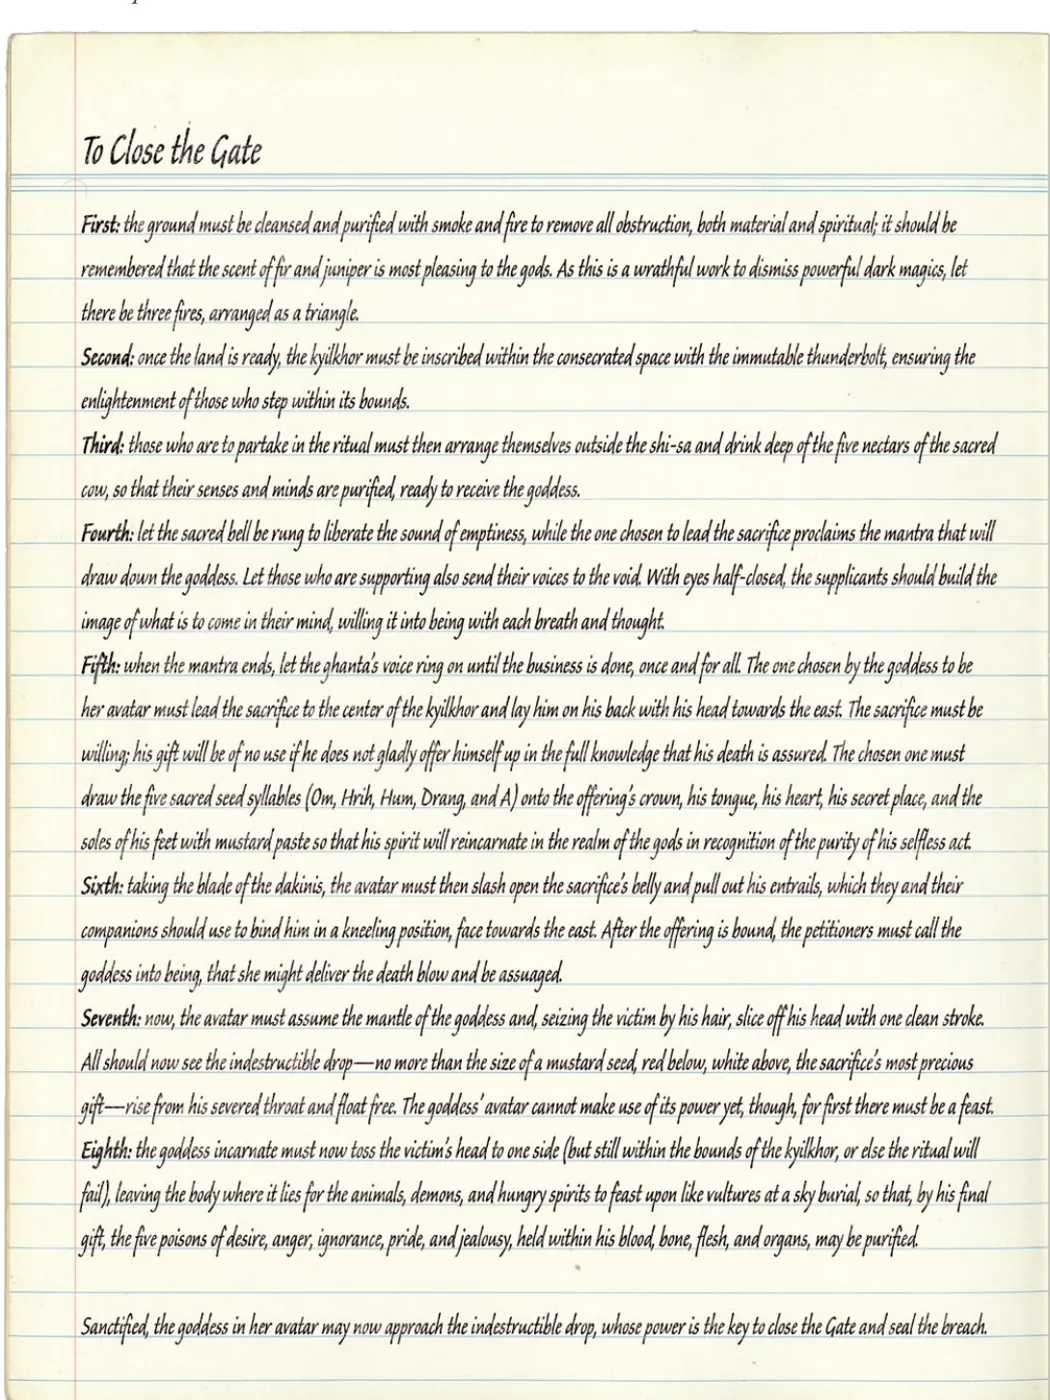 To Close the Gate
First: the ground must be cleansed and purified with smoke and fire to remove all obstruction, both material and spiritual; it should be
remembered that the scent of fir and juniper is most pleasing to the gods. As this is a wrathful work to dismiss powerful dark magics, let
there be three fires, arranged as a triangle.
Second: once the land is ready, the kyilkhor must be inscribed within the consecrated space with the immutable thunderbolt, ensuring the
enlightenment of those who step within its bounds.
Third: those who are to partake in the ritual must then arrange themselves outside the shi-sa and drink deep of the five nectars of the sacred
cow, so that their senses and minds are purified, ready to receive the goddess.
Fourth: let the sacred bell be rung to liberate the sound of emptiness, while the one chosen to lead the sacrifice proclaims the mantra that will
draw down the goddess. Let those who are supporting also send their voices to the void. With eyes half-closed, the supplicants should build the
image of what is to come in their mind, willing it into being with each breath and thought.
Fifth: when the mantra ends, let the ghanta's voice ring on until the business is done, once and for all. The one chosen by the goddess to be
her avatar must lead the sacrifice to the center of the kyilkhor and lay him on his back with his head towards the east. The sacrifice must be
willing; his gift will be of no use if he does not gladly offer himself up in the full knowledge that his death is assured. The chosen one must
draw the five sacred seed syllables (Om, Hrih, Hum, Drang, and A) onto the offering's crown, his tongue, his heart, his secret place, and the
soles of his feet with mustard paste so that his spirit will reincarnate in the realm of the gods in recognition of the purity of his selfless act.
Sixth: taking the blade of the dakinis, the avatar must then slash open the sacrifice's belly and pull out his entrails, which they and their
companions should use to bind him in a kneeling position, face towards the east. After the offering is bound, the petitioners must call the
goddess into being, that she might deliver the death blow and be assuaged.
Seventh: now, the avatar must assume the mantle of the goddess and, seizing the victim by his hair, slice off his head with one clean stroke.
All should now see the indestructible drop—no more than the size of a mustard seed, red below, white above, the sacrifice's most precious
gift—rise from his severed throat and float free. The goddess' avatar cannot make use of its power yet, though, for first there must be a feast.
Eighth: the goddess incarnate must now toss the victim's head to one side (but still within the bounds of the kyilkhor, or else the ritual will
fail), leaving the body where it lies for the animals, demons, and hungry spirits to feast upon like vultures at a sky burial, so that, by his final
gift, the five poisons of desire, anger, ignorance, pride, and jealousy, held within his blood, bone, flesh, and organs, may be purified.
Sanctified, the goddess in her avatar may now approach the indestructible drop, whose power is the key to close the Gate and seal the breach.